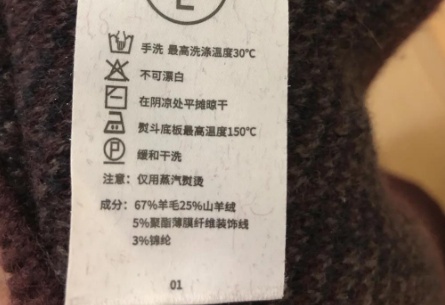 L
手洗 最高洗涤温度30℃
不可漂白
在阴凉处平摊晾干
熨斗底板最高温度150℃
P
缓和干洗
注意：仅用蒸汽熨烫
成分：67%羊毛25%山羊绒
5%聚酯薄膜纤维装饰线
3%锦纶
01